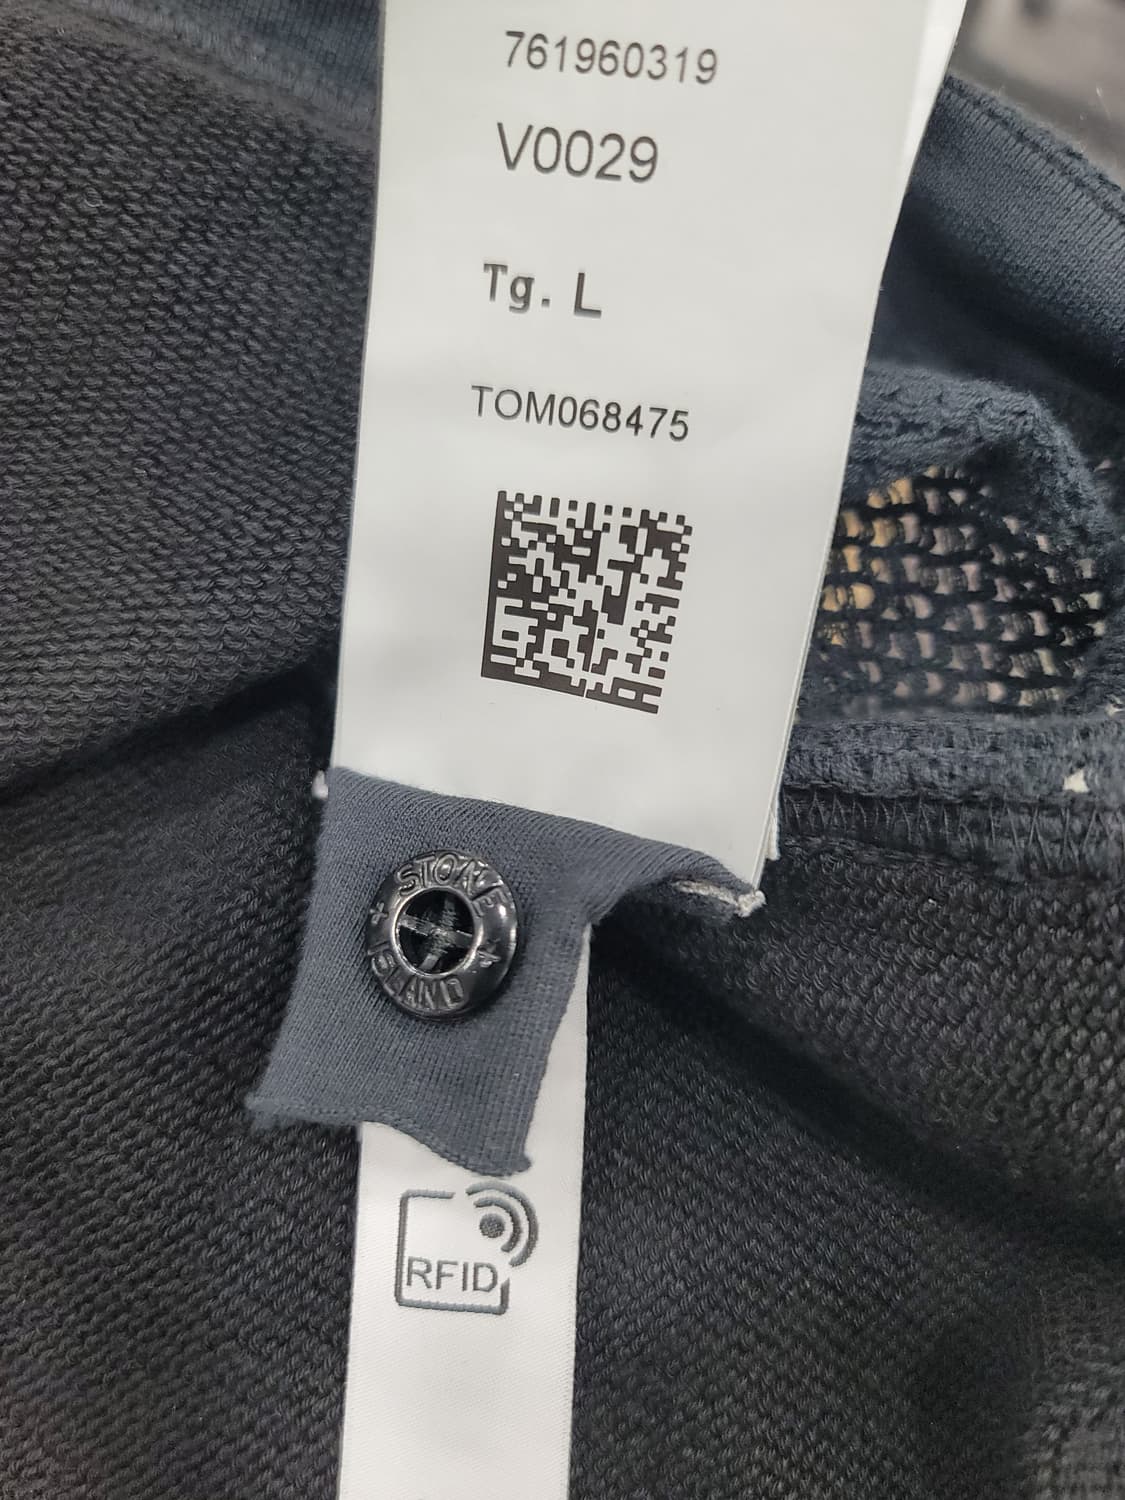 761960319
V0029
Tg. L
TOM068475
STONE
ISLAND
RFID